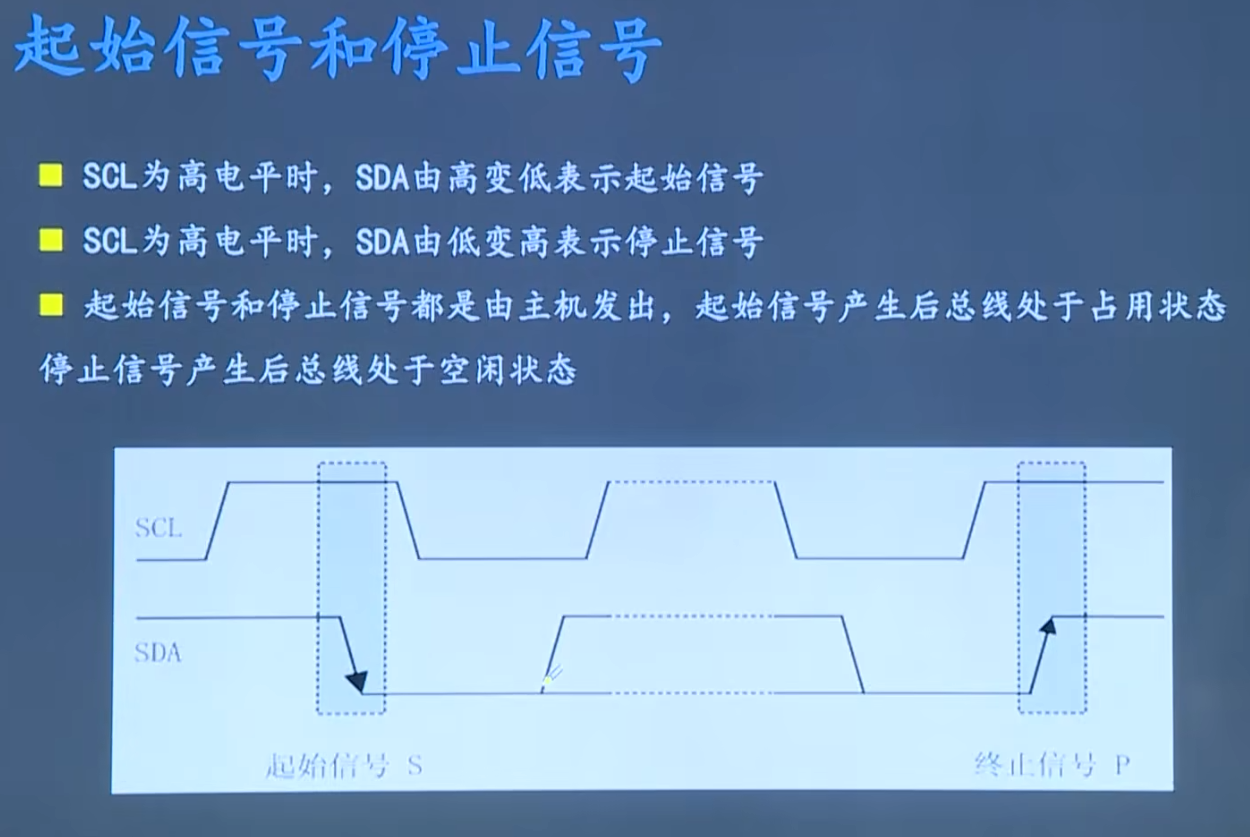 起始信号和停止信号
SCL为高电平时，SDA由高变低表示起始信号
SCL为高电平时，SDA由低变高表示停止信号
起始信号和停止信号都是由主机发出，起始信号产生后总线处于占用状态
停止信号产生后总线处于空闲状态
SCL
SDA
起始信号 S
终止信号 P